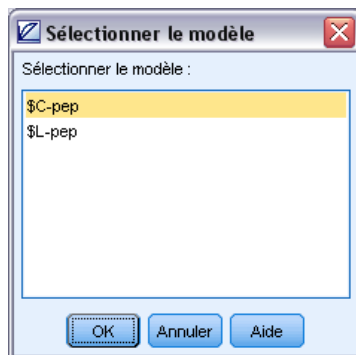 Sélectionner le modèle
Sélectionner le modèle :
$C-pep
$L-pep
OK Annuler Aide